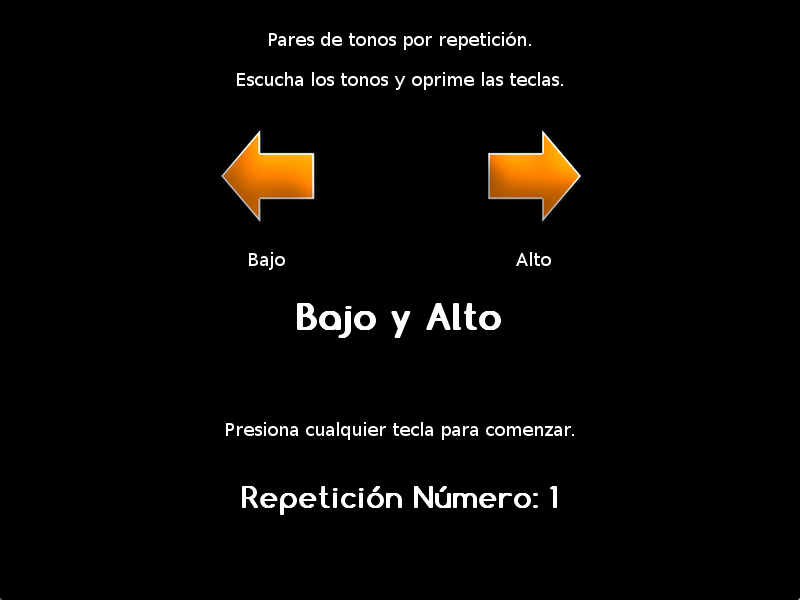 Pares de tonos por repetición.
Escucha los tonos y oprime las teclas.
Bajo
Alto
Bajo y Alto
Presiona cualquier tecla para comenzar.
Repetición Número: 1